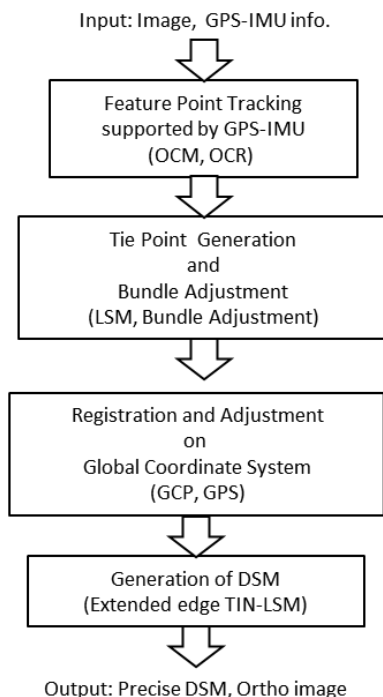 Input: Image, GPS-IMU info.
Feature Point Tracking
supported by GPS-IMU
(OCM, OCR)
Tie Point Generation
and
Bundle Adjustment
(LSM, Bundle Adjustment)
Registration and Adjustment
on
Global Coordinate System
(GCP, GPS)
Generation of DSM
(Extended edge TIN-LSM)
Output: Precise DSM, Ortho image